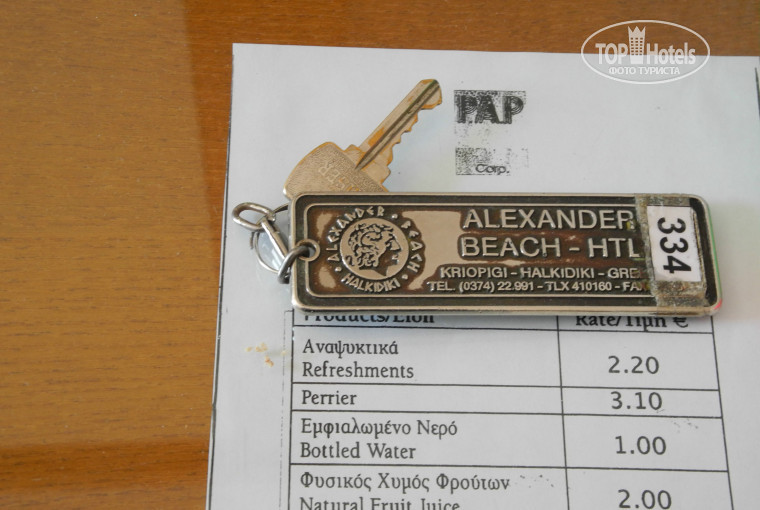 TOP Hotels
ФОТО ТУРИСТА
PAP
Corp.
ALEXANDER · BEACH
HALKIDIKI
ALEXANDER
BEACH - HTL
KRIOPIGI - HALKIDIKI - GRE
TEL. (0374) 22.991 - TLX 410160 - FA
334
Products/Είδη Rate/Τιμή €
Αναψυκτικά
Refreshments 2.20
Perrier 3.10
Εμφιαλωμένο Νερό
Bottled Water 1.00
Φυσικός Χυμός Φρούτων
Natural Fruit Juice 2.00